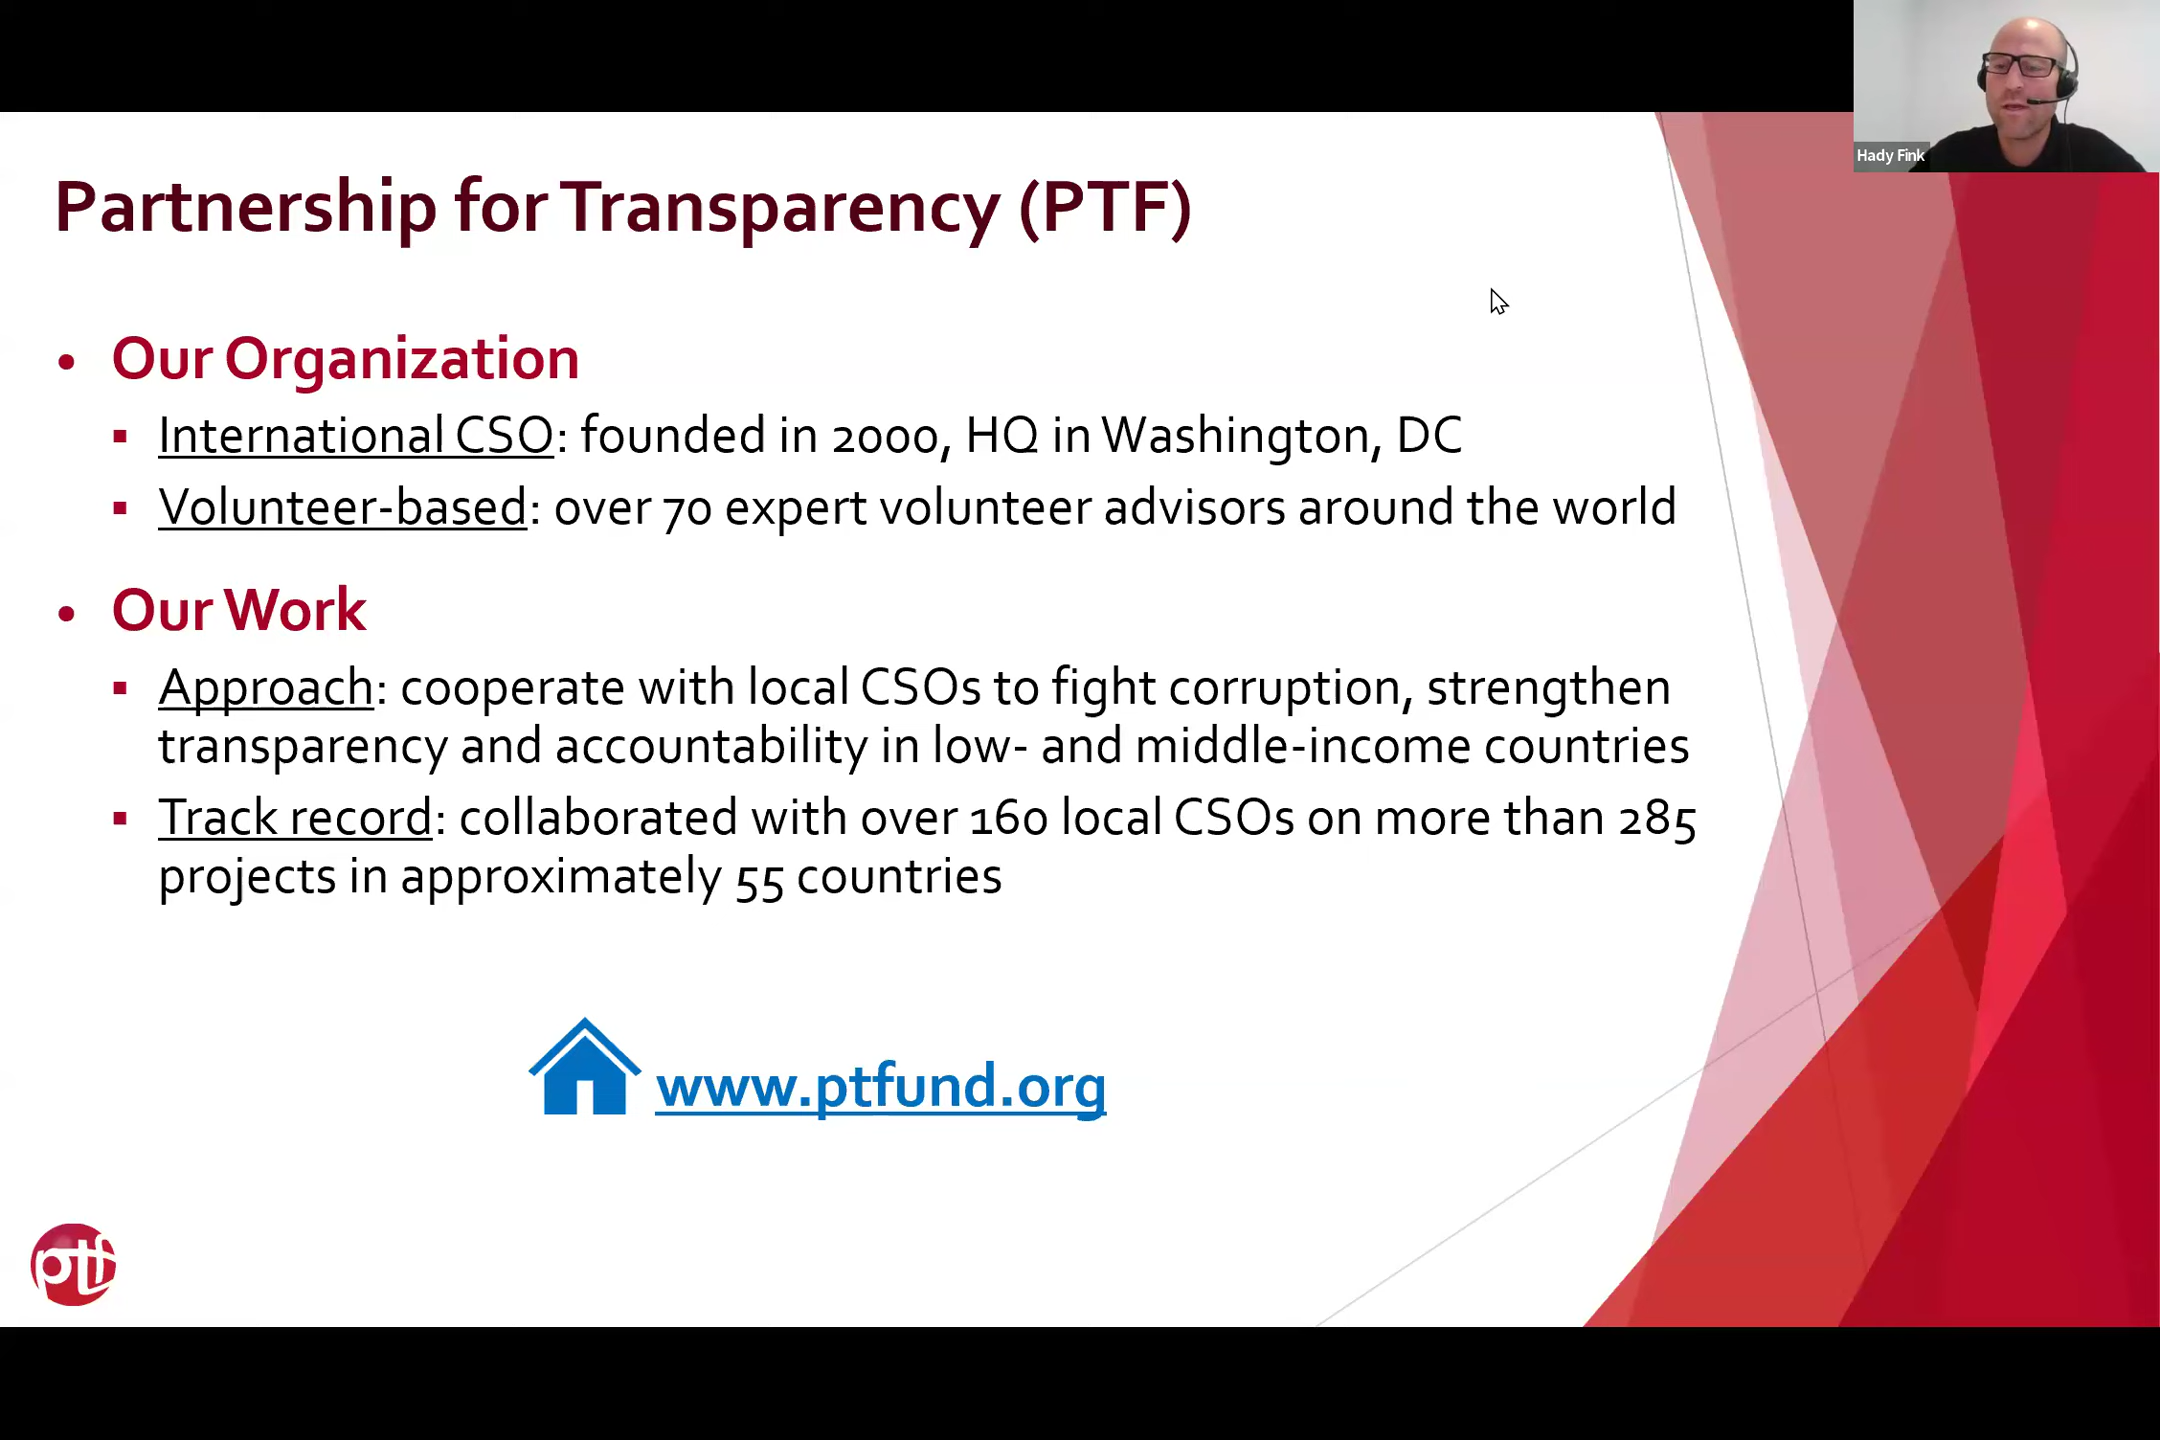 Hady Fink
Partnership for Transparency (PTF)
• Our Organization
▪ International CSO: founded in 2000, HQ in Washington, DC
▪ Volunteer-based: over 70 expert volunteer advisors around the world
• Our Work
▪ Approach: cooperate with local CSOs to fight corruption, strengthen
transparency and accountability in low- and middle-income countries
▪ Track record: collaborated with over 160 local CSOs on more than 285
projects in approximately 55 countries
www.ptfund.org
ptf